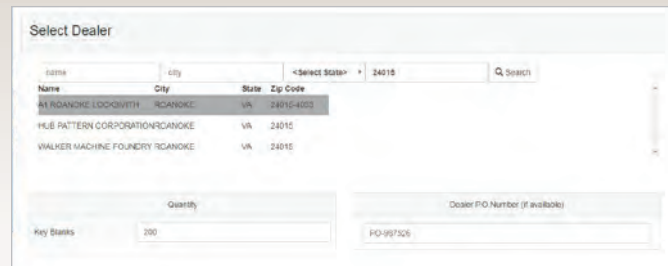 Select Dealer
name city <Select State> 24015 Search
Name City State Zip Code
A1 ROANOKE LOCKSMITH ROANOKE VA 24015-4003
HUB PATTERN CORPORATION ROANOKE VA 24015
WALKER MACHINE FOUNDRY ROANOKE VA 24015
Quantity Dealer P.O. Number (if available)
Key Blanks 200 PO-987526